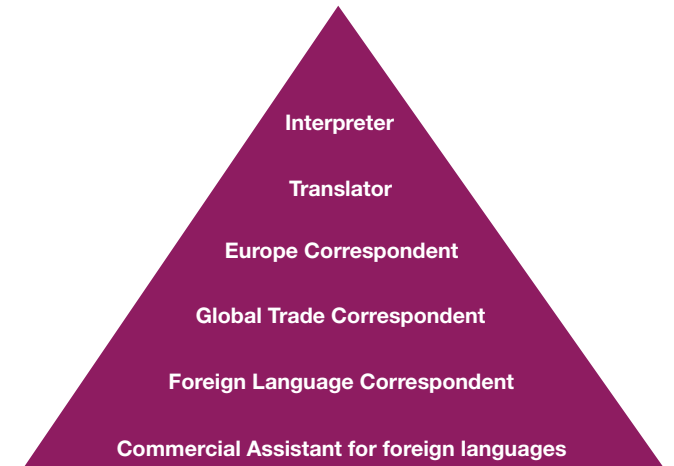 Interpreter
Translator
Europe Correspondent
Global Trade Correspondent
Foreign Language Correspondent
Commercial Assistant for foreign languages